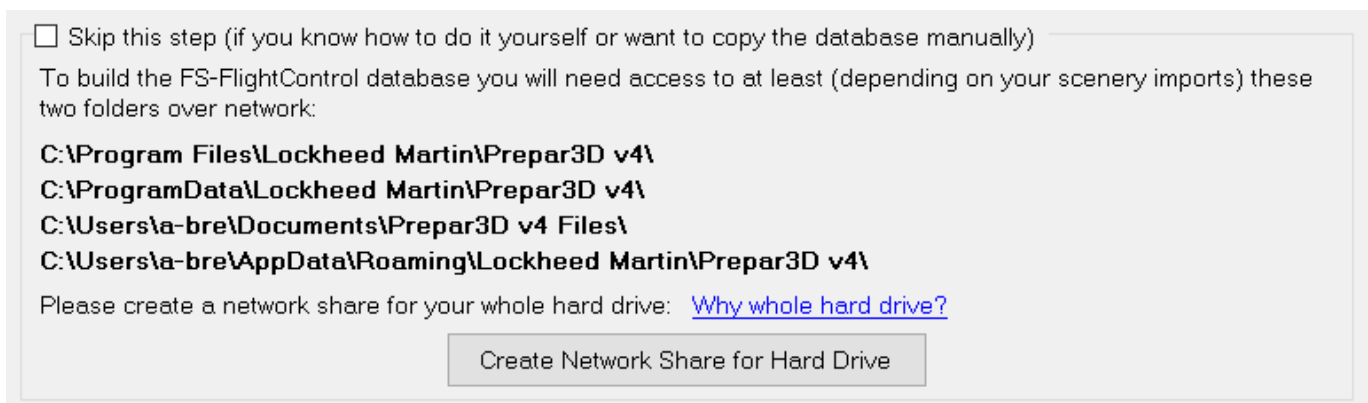 Skip this step (if you know how to do it yourself or want to copy the database manually)
To build the FS-FlightControl database you will need access to at least (depending on your scenery imports) these
two folders over network:
C:\Program Files\Lockheed Martin\Prepar3D v4\
C:\ProgramData\Lockheed Martin\Prepar3D v4\
C:\Users\a-bre\Documents\Prepar3D v4 Files\
C:\Users\a-bre\AppData\Roaming\Lockheed Martin\Prepar3D v4\
Please create a network share for your whole hard drive: Why whole hard drive?
Create Network Share for Hard Drive